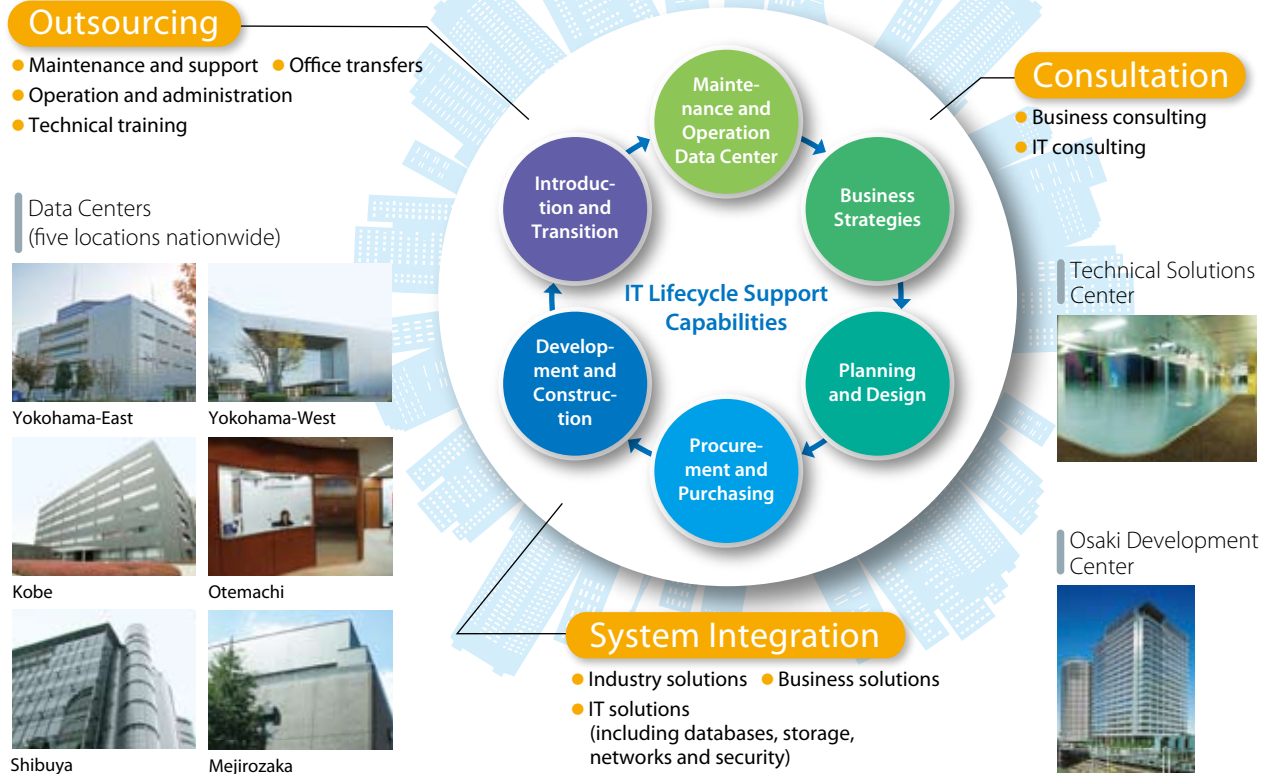 Outsourcing
Maintenance and support
Office transfers
Operation and administration
Technical training
Consultation
Business consulting
IT consulting
Data Centers
(five locations nationwide)
Yokohama-East
Yokohama-West
Kobe
Otemachi
Shibuya
Mejirozaka
Mainte-
nance and
Operation
Data Center
Business
Strategies
Planning
and Design
Procure-
ment and
Purchasing
Develop-
ment and
Construc-
tion
Introduc-
tion and
Transition
IT Lifecycle Support
Capabilities
Technical Solutions
Center
Osaki Development
Center
System Integration
Industry solutions
Business solutions
IT solutions
(including databases, storage,
networks and security)